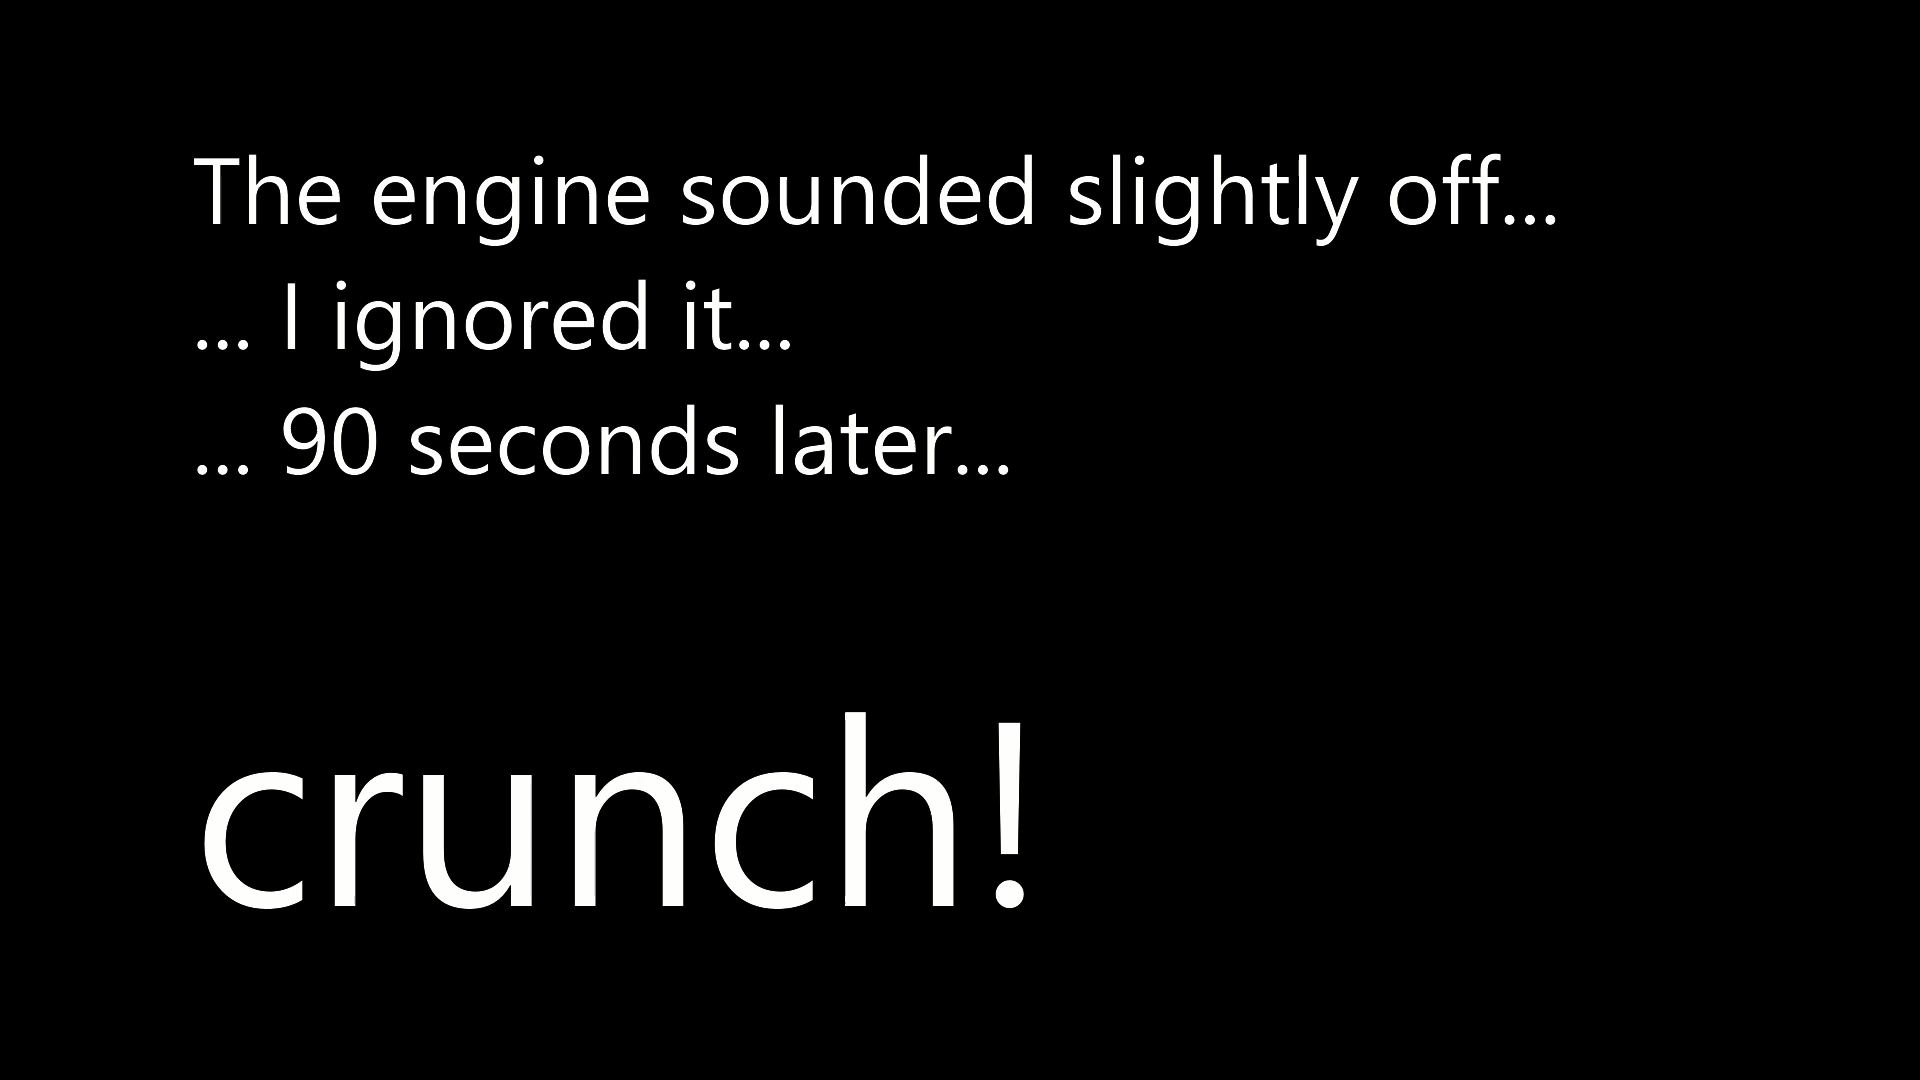 The engine sounded slightly off...
... I ignored it...
... 90 seconds later...
crunch!